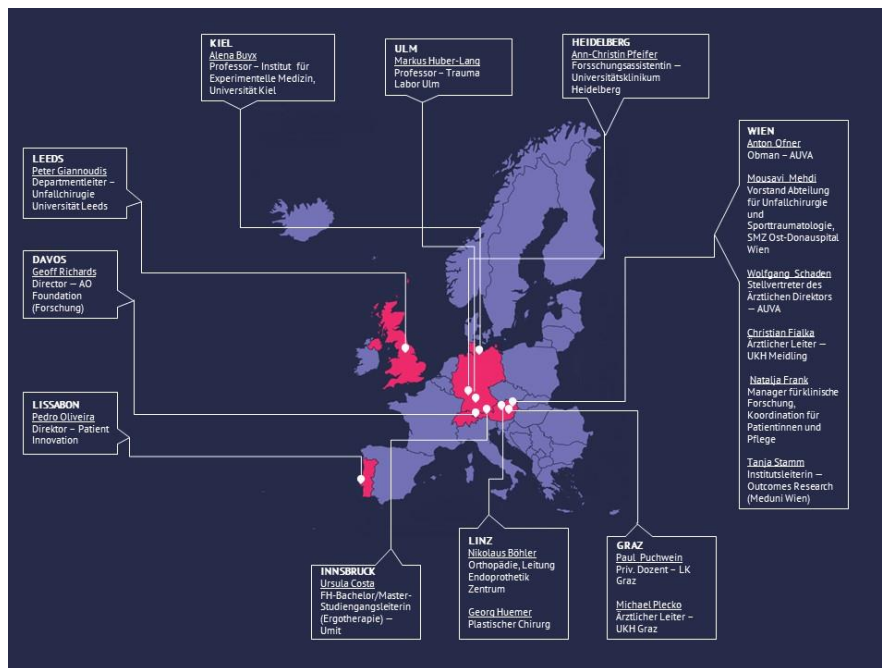 KIEL
Alena Buyx
Professor – Institut für
Experimentelle Medizin,
Universität Kiel
ULM
Markus Huber-Lang
Professor – Trauma
Labor Ulm
HEIDELBERG
Ann-Christin Pfeifer
Forsschungsassistentin —
Universitätsklinikum
Heidelberg
LEEDS
Peter Giannoudis
Departmentleiter –
Unfallchirugie
Universität Leeds
DAVOS
Geoff Richards
Director — AO
Foundation
(Forschung)
LISSABON
Pedro Oliveira
Direktor – Patient
Innovation
WIEN
Anton Ofner
Obman – AUVA
Mousavi Mehdi
Vorstand Abteilung
für Unfallchirurgie
und
Sporttraumatologie,
SMZ Ost-Donauspital
Wien
Wolfgang Schaden
Stellvertreter des
Ärztlichen Direktors
— AUVA
Christian Fialka
Ärztlicher Leiter —
UKH Meidling
Natalja Frank
Manager fürklinische
Forschung,
Koordination für
Patientinnen und
Pflege
Tanja Stamm
Institutsleiterin —
Outcomes Research
(Meduni Wien)
INNSBRUCK
Ursula Costa
FH-Bachelor/Master-
Studiengangsleiterin
(Ergotherapie) —
Umit
LINZ
Nikolaus Böhler
Orthopädie, Leitung
Endoprothetik
Zentrum
Georg Huemer
Plastischer Chirurg
GRAZ
Paul Puchwein
Priv. Dozent – LK
Graz
Michael Plecko
Ärztlicher Leiter –
UKH Graz